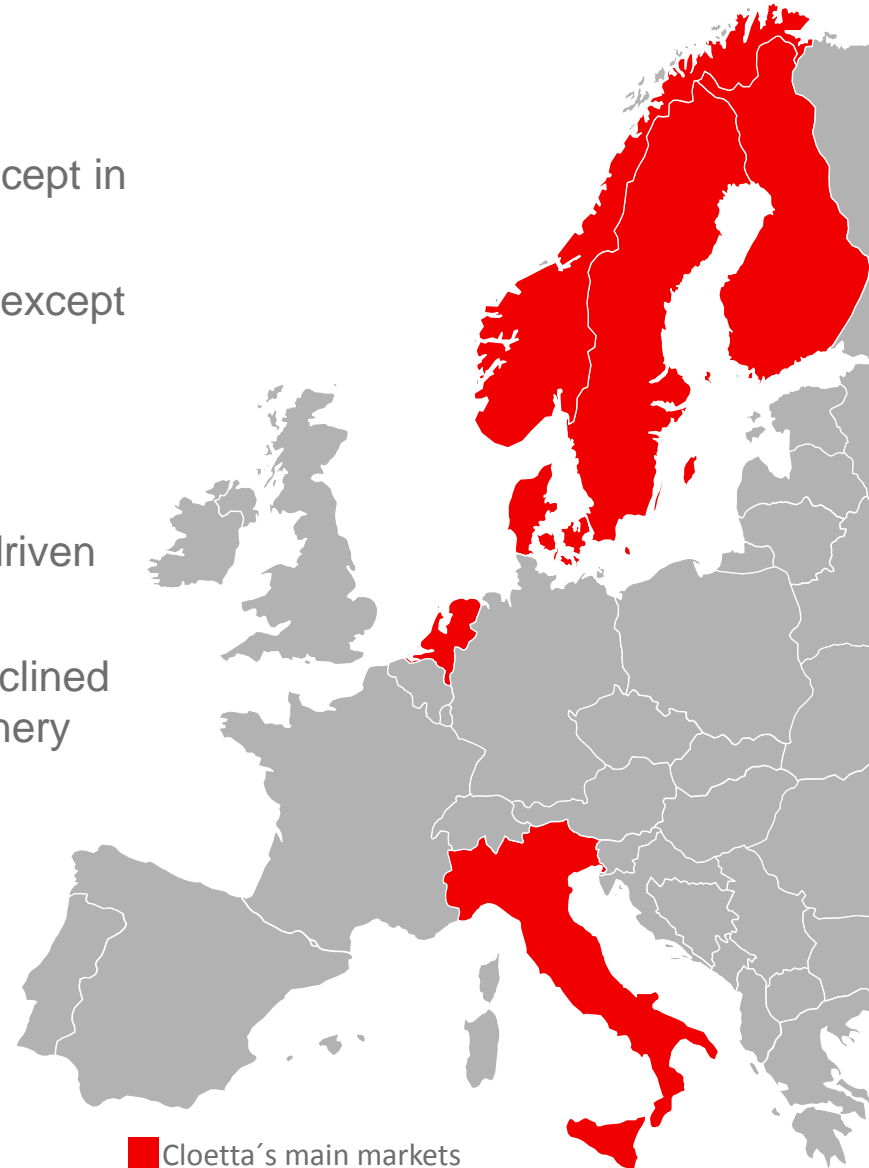 cept in
except
driven
clined
nery
Cloetta´s main markets